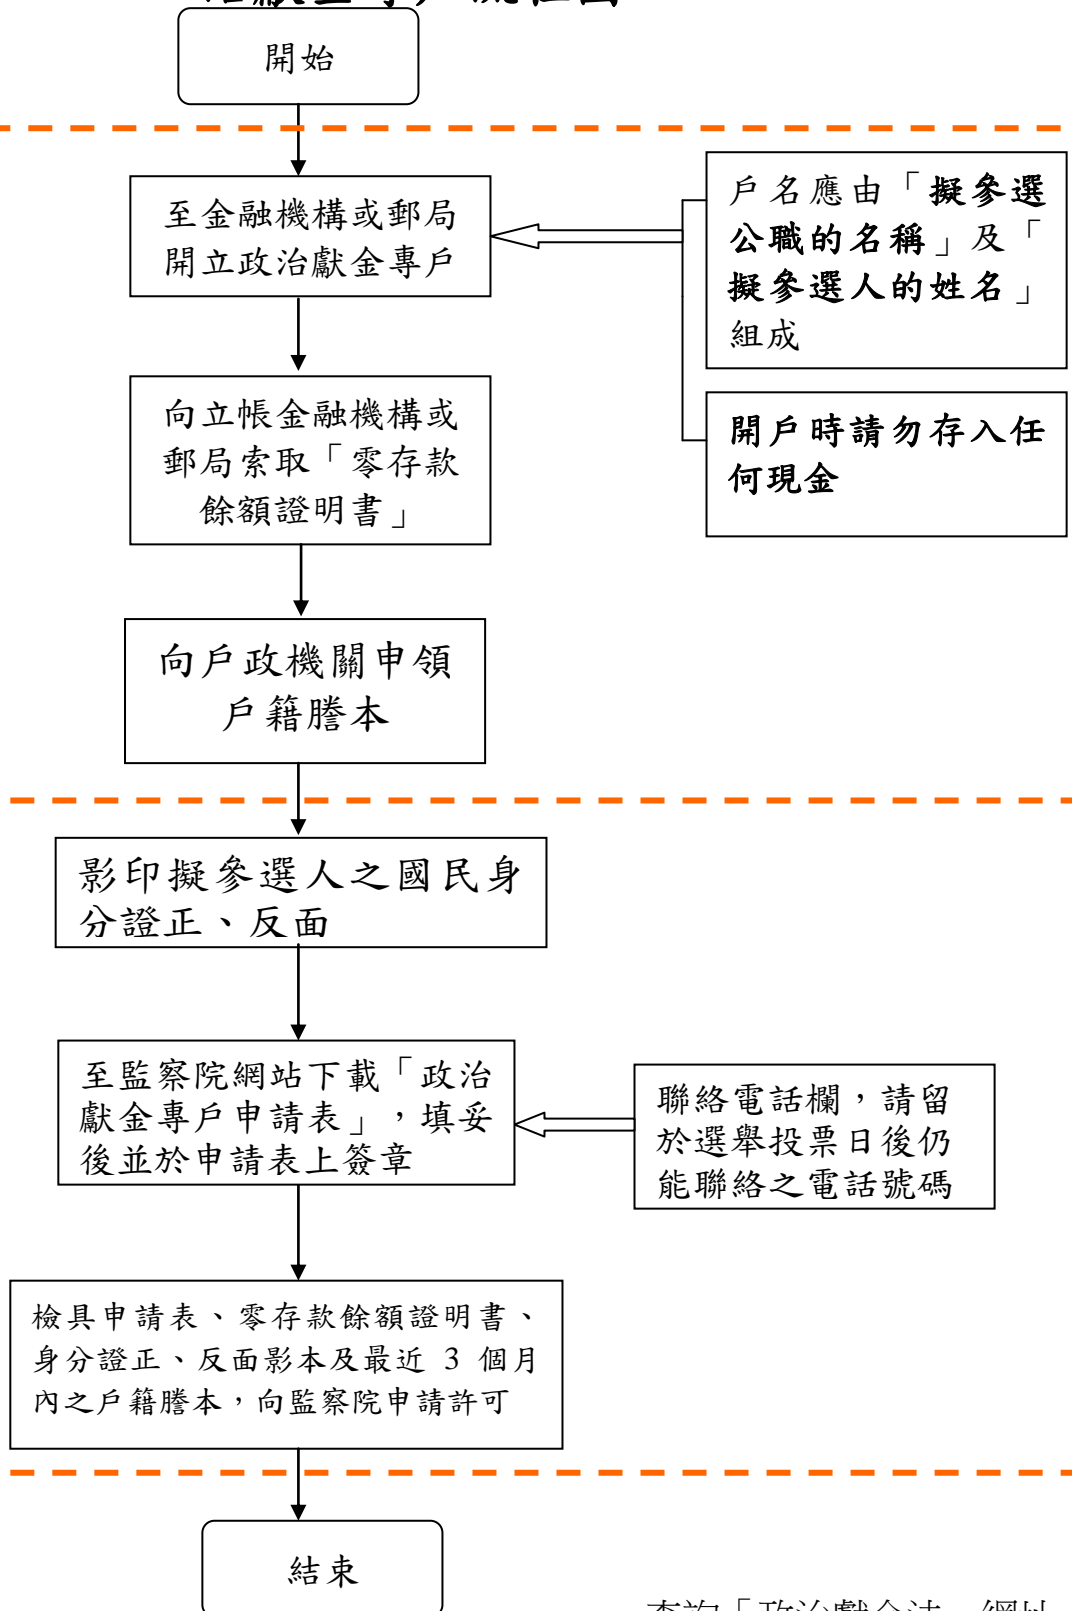 開始
至金融機構或郵局
開立政治獻金專戶
戶名應由「擬參選
公職的名稱」及「
擬參選人的姓名」
組成
開戶時請勿存入任
何現金
向立帳金融機構或
郵局索取「零存款
餘額證明書」
向戶政機關申領
戶籍謄本
影印擬參選人之國民身
分證正、反面
至監察院網站下載「政治
獻金專戶申請表」，填妥
後並於申請表上簽章
聯絡電話欄，請留
於選舉投票日後仍
能聯絡之電話號碼
檢具申請表、零存款餘額證明書、
身分證正、反面影本及最近 3 個月
內之戶籍謄本，向監察院申請許可
結束